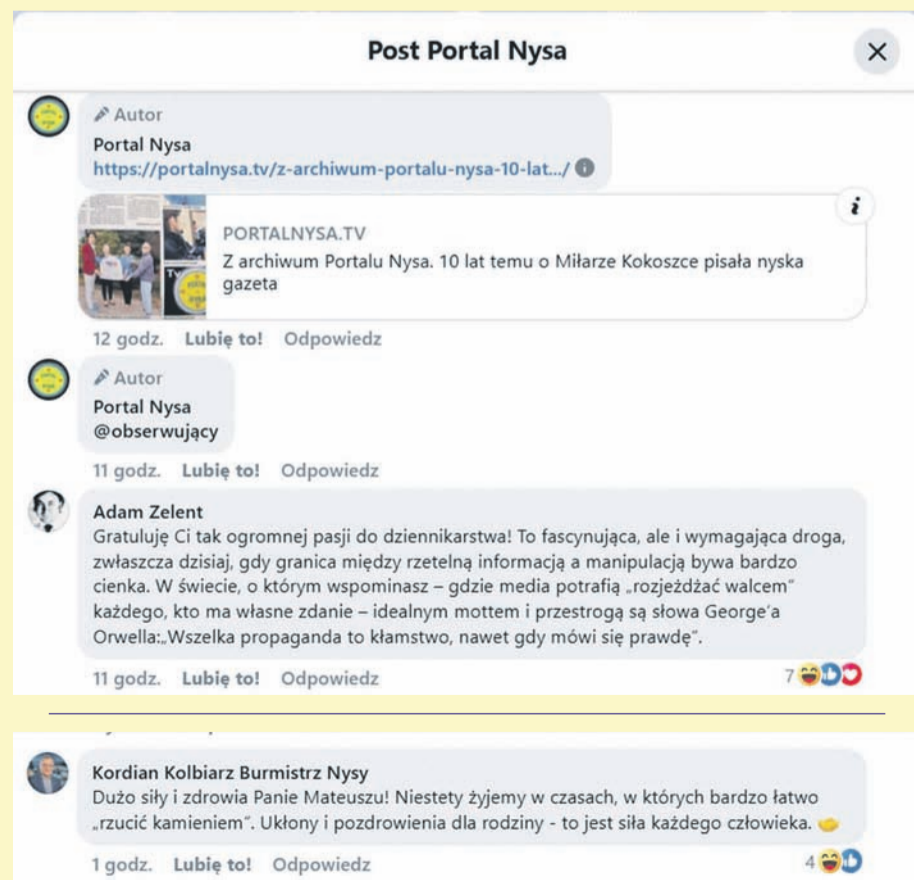 Post Portal Nysa
Autor
Portal Nysa
https://portalnysa.tv/z-archiwum-portalu-nysa-10-lat.../
PORTALNYSA.TV
Z archiwum Portalu Nysa. 10 lat temu o Miłarze Kokoszce pisała nyska
gazeta
12 godz. Lubię to! Odpowiedz
Autor
Portal Nysa
@obserwujący
11 godz. Lubię to! Odpowiedz
Adam Zelent
Gratuluję Ci tak ogromnej pasji do dziennikarstwa! To fascynująca, ale i wymagająca droga,
zwłaszcza dzisiaj, gdy granica między rzetelną informacją a manipulacją bywa bardzo
cienka. W świecie, o którym wspominasz – gdzie media potrafią „rozjeżdżać walcem"
każdego, kto ma własne zdanie – idealnym mottem i przestrogą są słowa George'a
Orwella:„Wszelka propaganda to kłamstwo, nawet gdy mówi się prawdę".
11 godz. Lubię to! Odpowiedz
7
Kordian Kolbiarz Burmistrz Nysy
Dużo siły i zdrowia Panie Mateuszu! Niestety żyjemy w czasach, w których bardzo łatwo
„rzucić kamieniem". Ukłony i pozdrowienia dla rodziny - to jest siła każdego człowieka.
1 godz. Lubię to! Odpowiedz
4